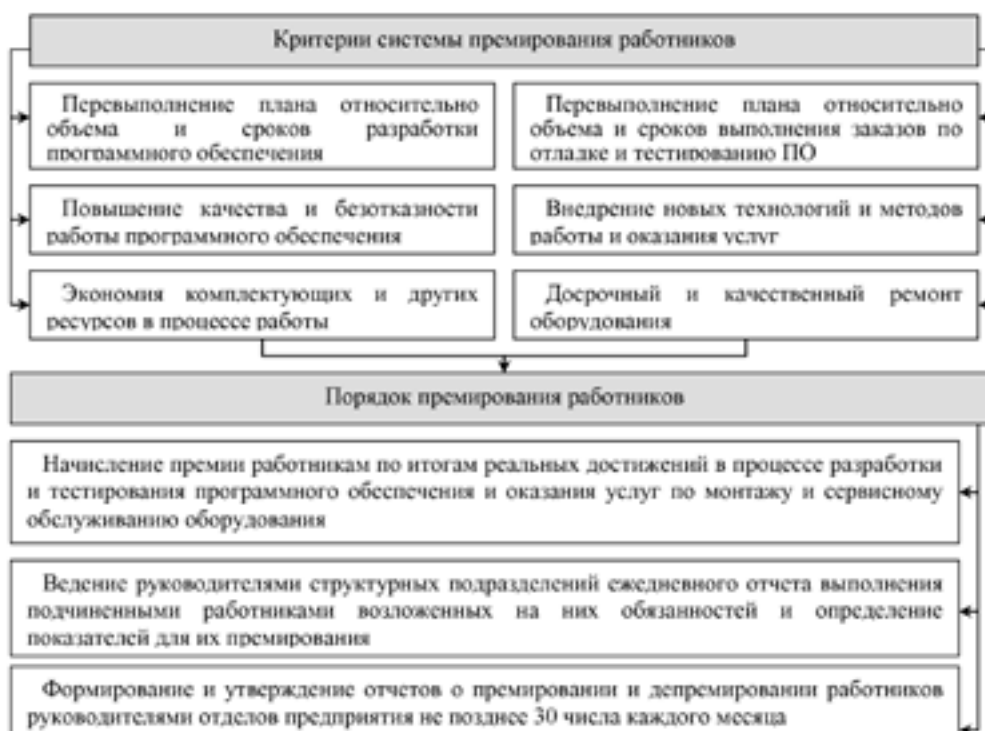 Критерии системы премирования работников
Перевыполнение плана относительно
объема и сроков разработки
программного обеспечения
Перевыполнение плана относительно
объема и сроков выполнения заказов по
отладке и тестированию ПО
Повышение качества и безотказности
работы программного обеспечения
Внедрение новых технологий и методов
работы и оказания услуг
Экономия комплектующих и других
ресурсов в процессе работы
Досрочный и качественный ремонт
оборудования
Порядок премирования работников
Начисление премии работникам по итогам реальных достижений в процессе разработки
и тестирования программного обеспечения и оказания услуг по монтажу и сервисному
обслуживанию оборудования
Ведение руководителями структурных подразделений ежедневного отчета выполнения
подчиненными работниками возложенных на них обязанностей и определение
показателей для их премирования
Формирование и утверждение отчетов о премировании и депремировании работников
руководителями отделов предприятия не позднее 30 числа каждого месяца